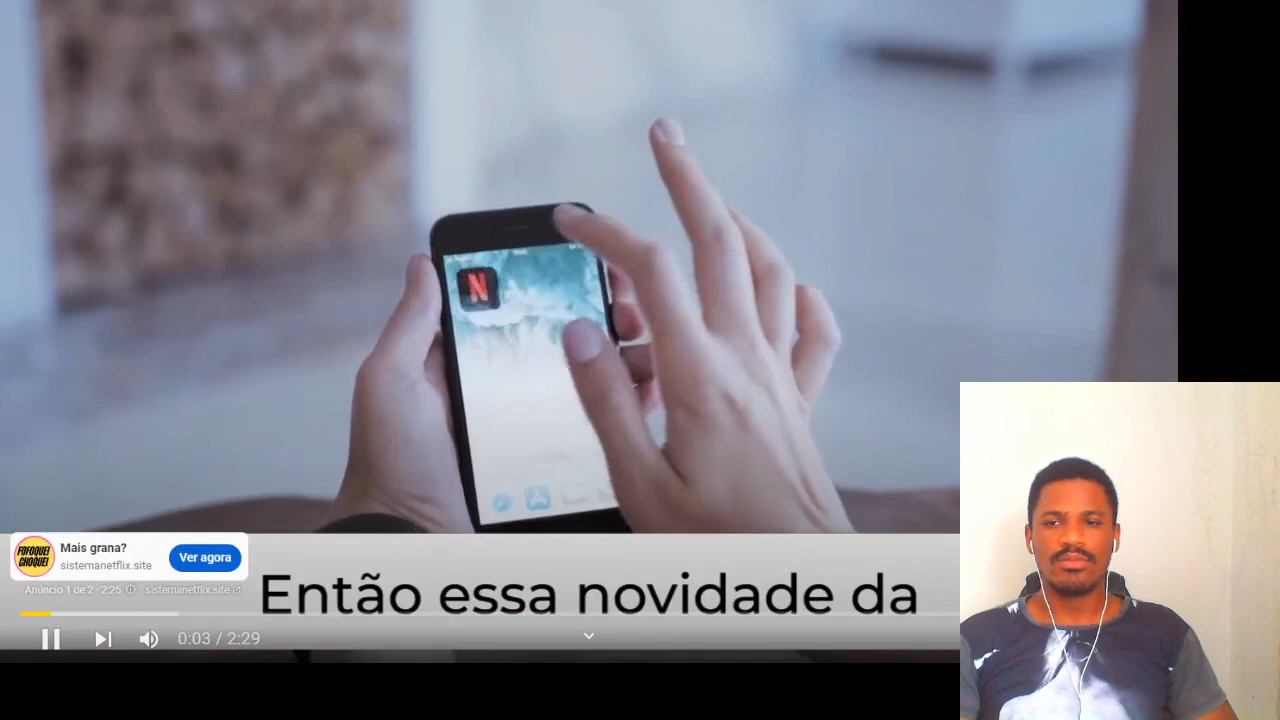 N
FOFOQUEI
CHOQUEI
Mais grana?
sistemanetflix.site
Ver agora
Anúncio 1 de 2 · 2:25
sistemanetflix.site
Então essa novidade da
0:03 / 2:29